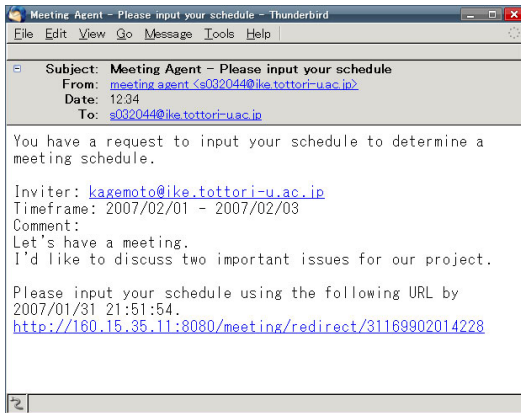 Meeting Agent - Please input your schedule - Thunderbird
File Edit View Go Message Tools Help
Subject: Meeting Agent - Please input your schedule
From: meeting agent <s032044@ike.tottori-u.ac.jp>
Date: 12:34
To: s032044@ike.tottori-u.ac.jp
You have a request to input your schedule to determine a
meeting schedule.
Inviter: kagemoto@ike.tottori-u.ac.jp
Timeframe: 2007/02/01 - 2007/02/03
Comment:
Let's have a meeting.
I'd like to discuss two important issues for our project.
Please input your schedule using the following URL by
2007/01/31 21:51:54.
http://160.15.35.11:8080/meeting/redirect/31169902014228